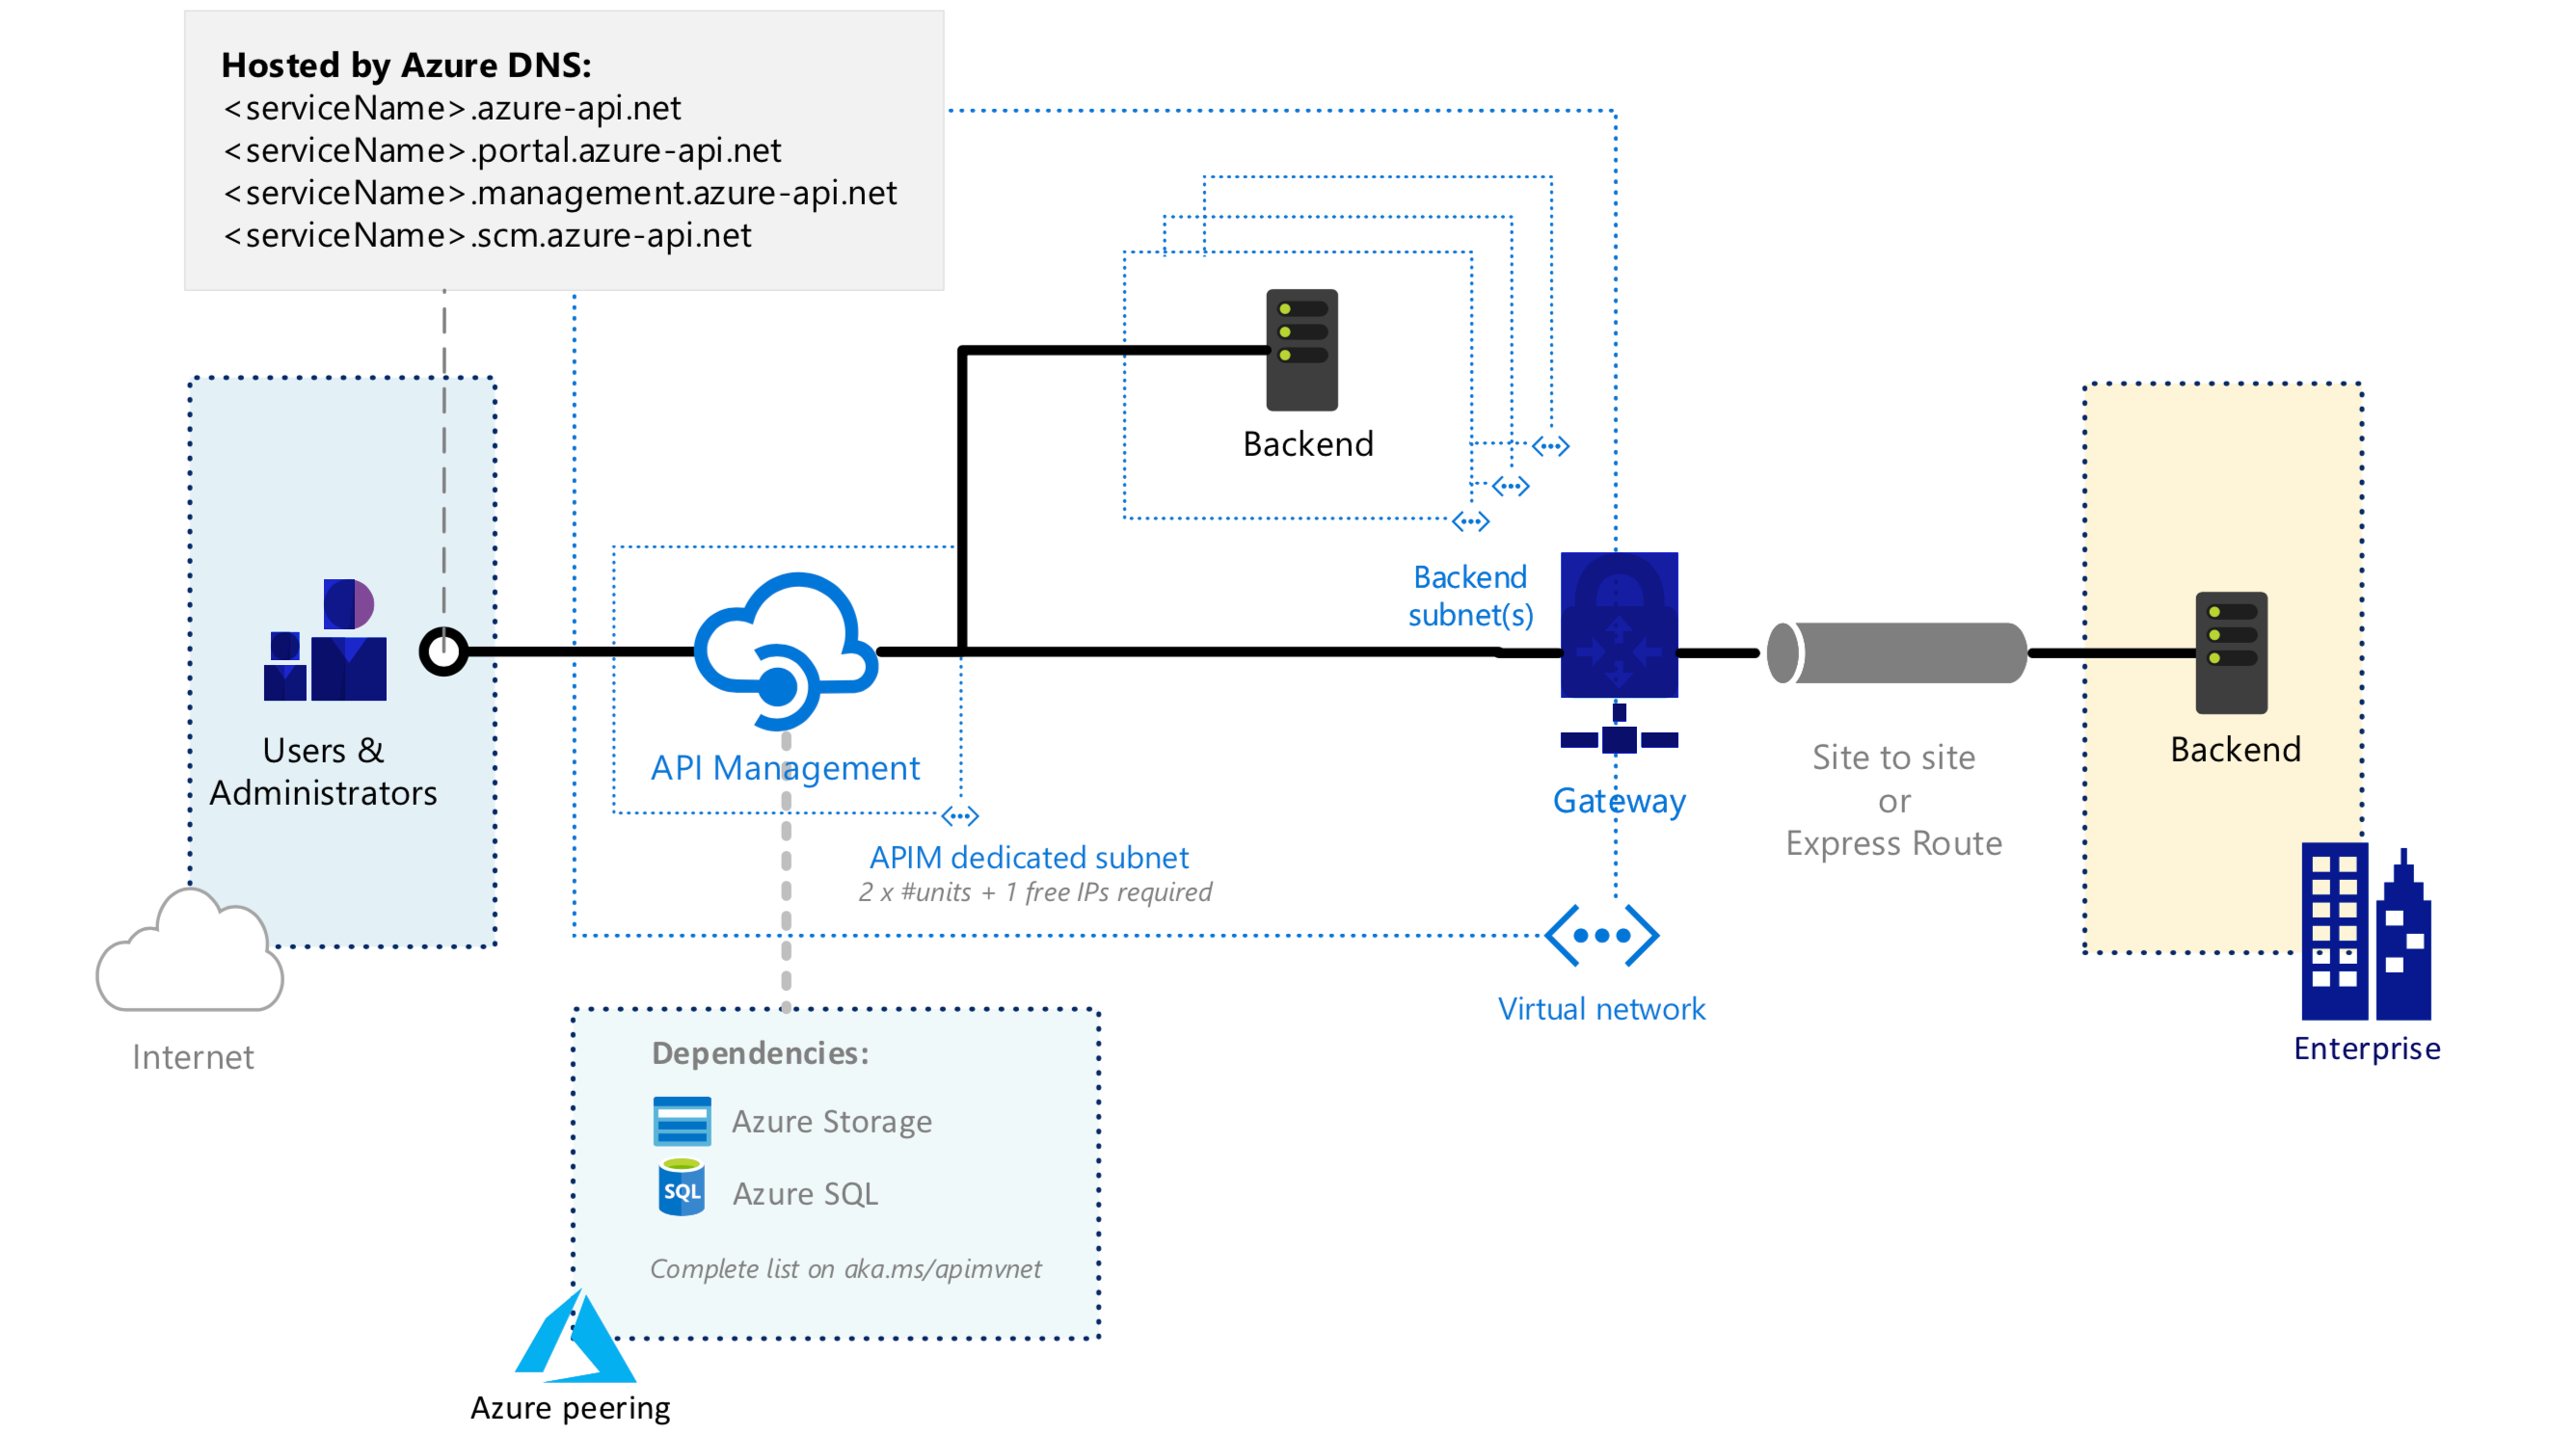 Hosted by Azure DNS:
<serviceName>.azure-api.net
<serviceName>.portal.azure-api.net
<serviceName>.management.azure-api.net
<serviceName>.scm.azure-api.net
Backend
Backend
subnet(s)
Users &
Administrators
API Management
APIM dedicated subnet
2 x #units + 1 free IPs required
Gateway
Site to site
or
Express Route
Backend
Virtual network
Internet
Enterprise
Dependencies:
Azure Storage
SQL
Azure SQL
Complete list on aka.ms/apimvnet
Azure peering